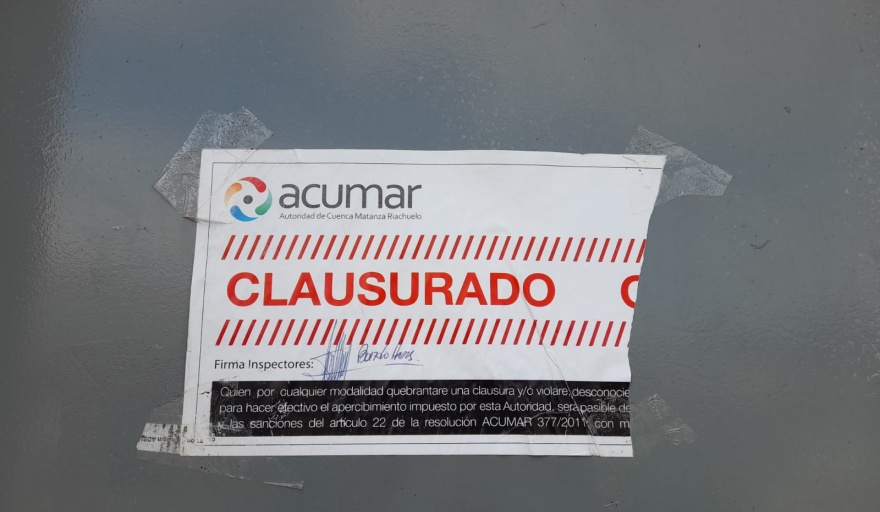 acumar
Autoridad de Cuenca Matanza Riachuelo
CLAUSURADO C
Firma Inspectores:
Quien por cualquier modalidad quebrantare una clausura y/o violare, desconocie
para hacer efectivo el apercibimiento impuesto por esta Autoridad, será pasible de
y las sanciones del artículo 22 de la resolución ACUMAR 377/2011, con m